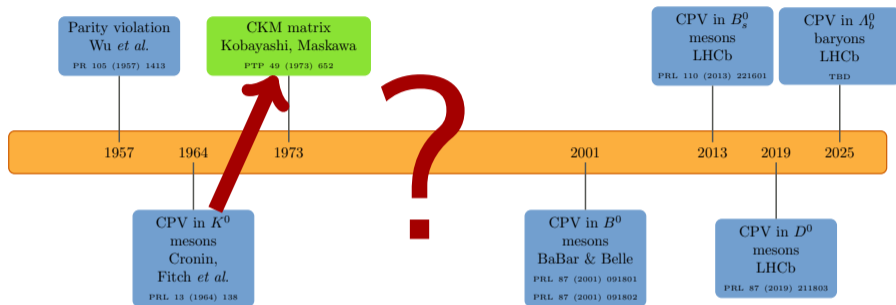 Parity violation
Wu et al.
PR 105 (1957) 1413
CKM matrix
Kobayashi, Maskawa
PTP 49 (1973) 652
CPV in B⁰ₛ
mesons
LHCb
PRL 110 (2013) 221601
CPV in Λ⁰_b
baryons
LHCb
TBD
?
1957
1964
1973
2001
2013
2019
2025
CPV in K⁰
mesons
Cronin,
Fitch et al.
PRL 13 (1964) 138
CPV in B⁰
mesons
BaBar & Belle
PRL 87 (2001) 091801
PRL 87 (2001) 091802
CPV in D⁰
mesons
LHCb
PRL 87 (2019) 211803